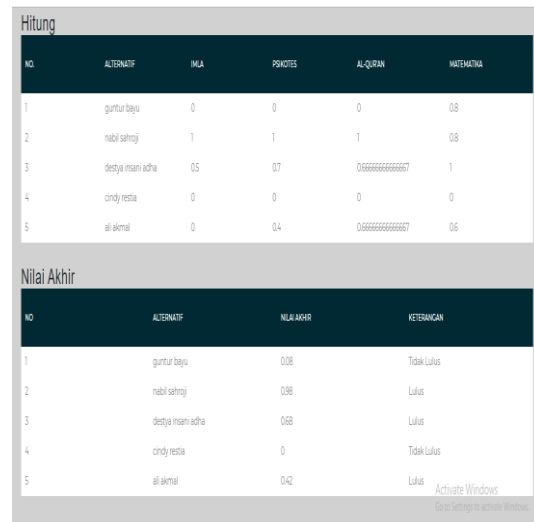 Hitung
NO. ALTERNATIF IMLA PSIKOTES AL-QUR'AN MATEMATIKA
1 guntur bayu 0 0 0 0.8
2 nabil sahroji 1 1 1 0.8
3 destya insani adha 0.5 0.7 0.66666666666667 1
4 cindy restia 0 0 0 0
5 ali akmal 0 0.4 0.66666666666667 0.6
Nilai Akhir
NO ALTERNATIF NILAI AKHIR KETERANGAN
1 guntur bayu 0.08 Tidak Lulus
2 nabil sahroji 0.98 Lulus
3 destya insani adha 0.68 Lulus
4 cindy restia 0 Tidak Lulus
5 ali akmal 0.42 Lulus
Activate Windows
Go to Settings to activate Windows.